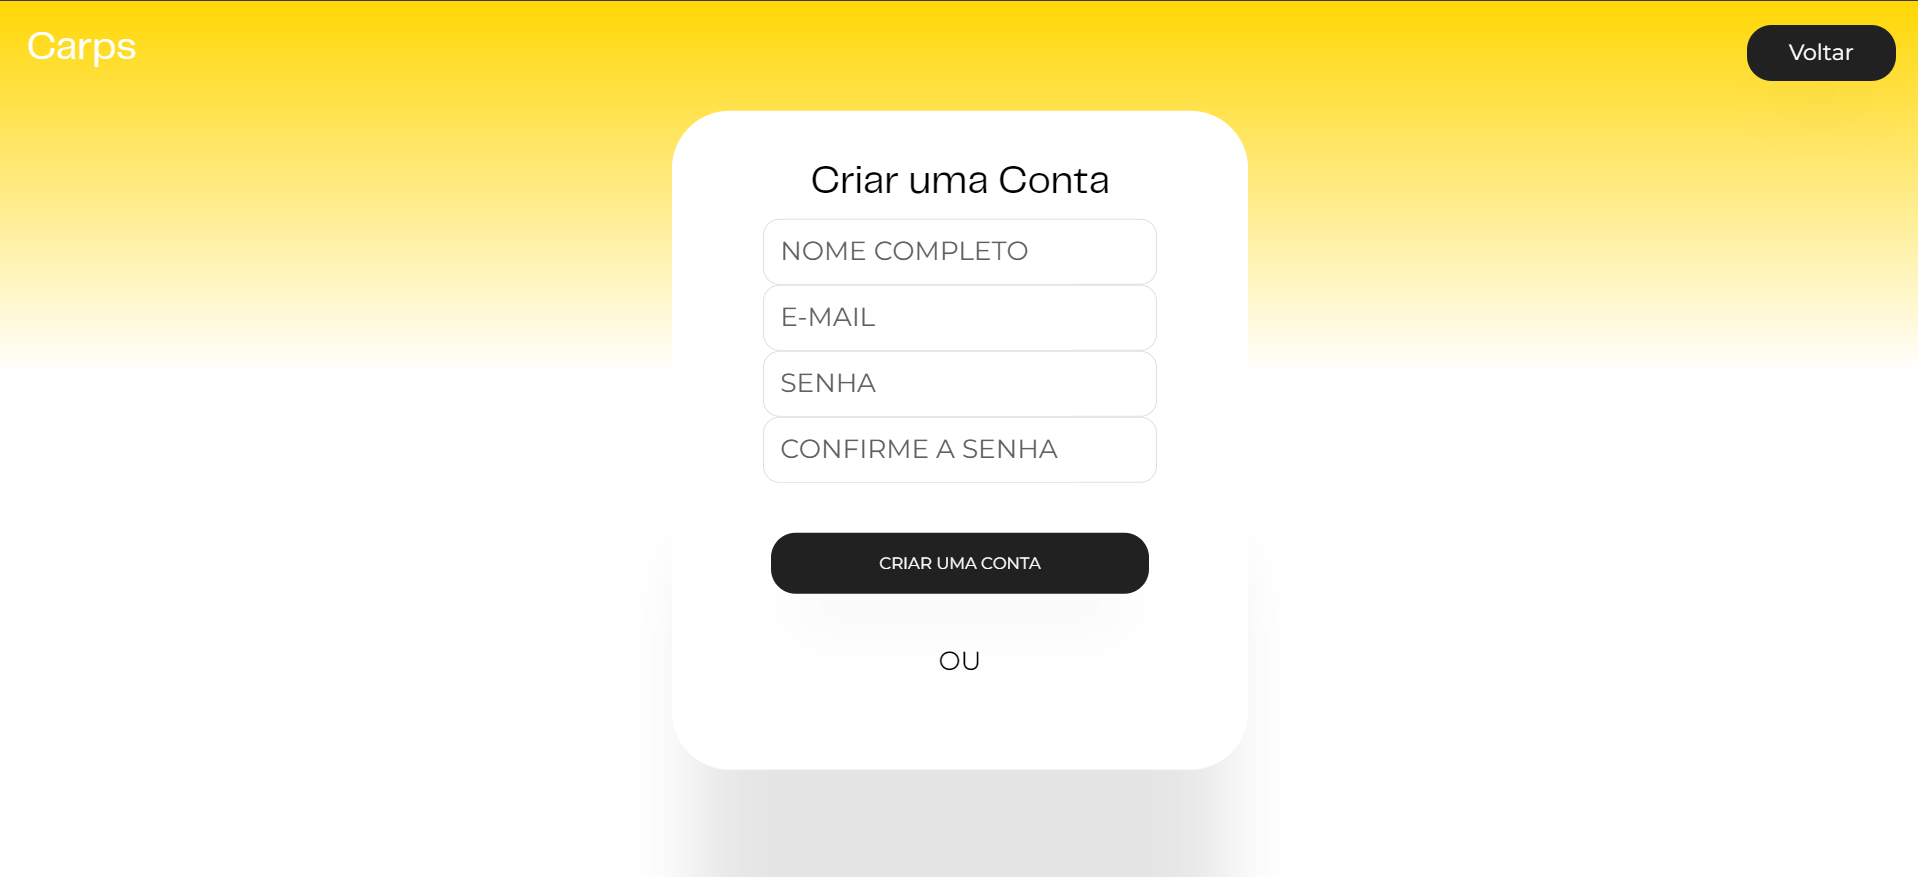 Carps
Voltar
Criar uma Conta
NOME COMPLETO
E-MAIL
SENHA
CONFIRME A SENHA
CRIAR UMA CONTA
OU